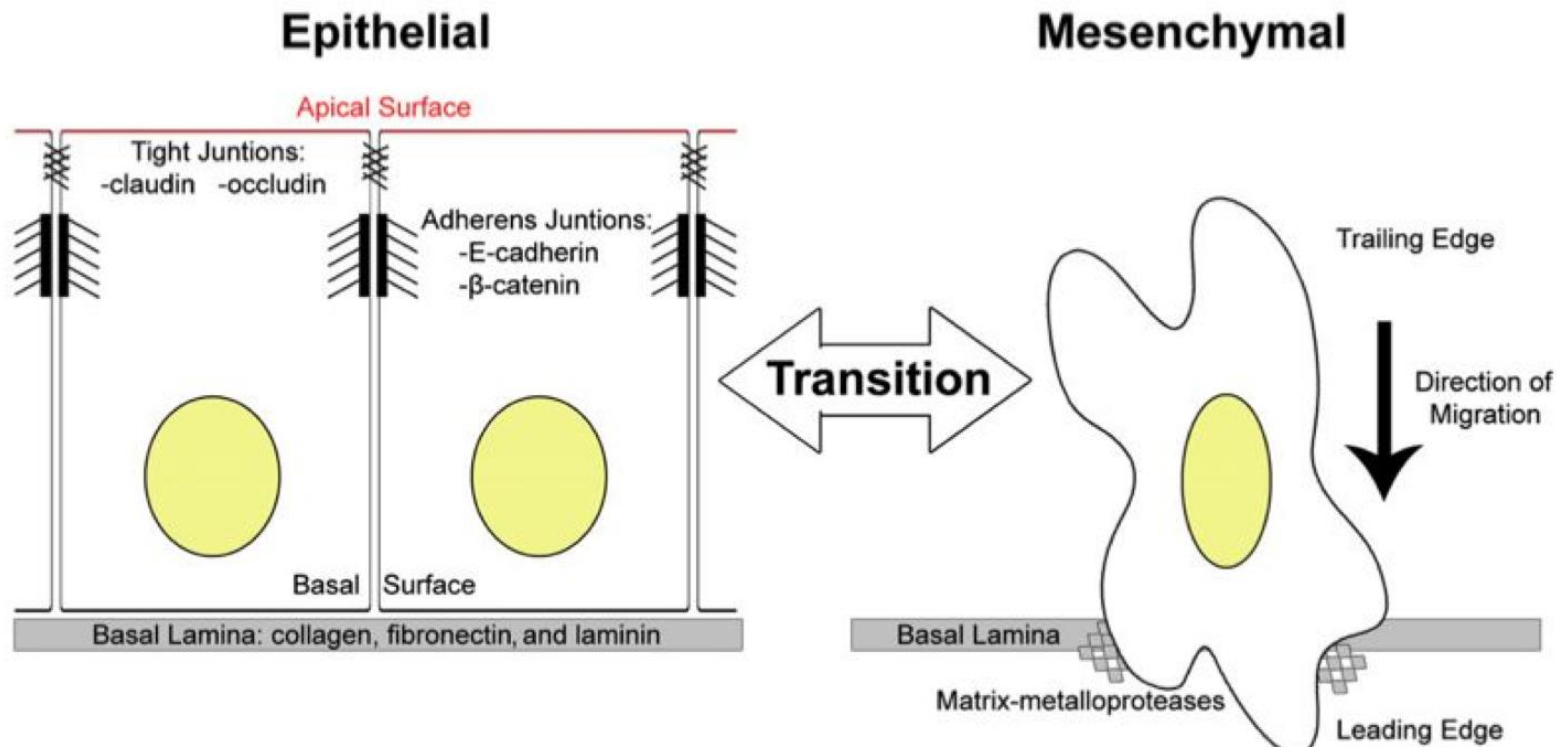 Epithelial
Apical Surface
Tight Juntions:
-claudin -occludin
Adherens Juntions:
-E-cadherin
-β-catenin
Basal Surface
Basal Lamina: collagen, fibronectin, and laminin
Transition
Mesenchymal
Trailing Edge
Direction of
Migration
Basal Lamina
Matrix-metalloproteases
Leading Edge